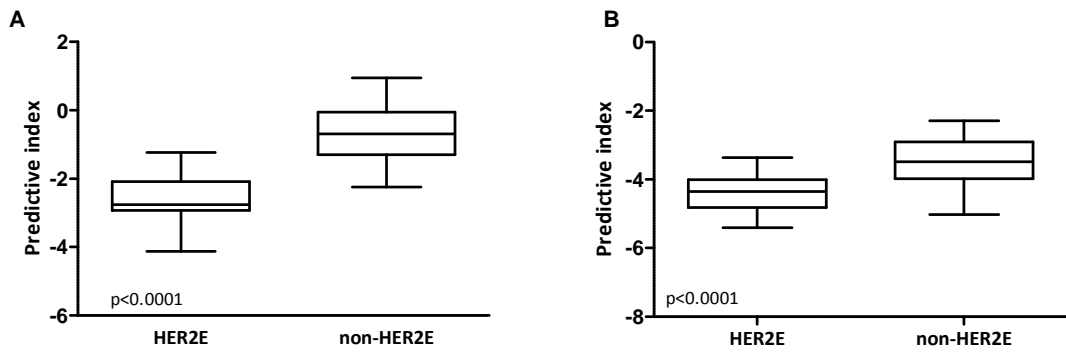 A
Predictive index
2
0
-2
-4
-6
p<0.0001
HER2E
non-HER2E
B
Predictive index
0
-2
-4
-6
-8
p<0.0001
HER2E
non-HER2E